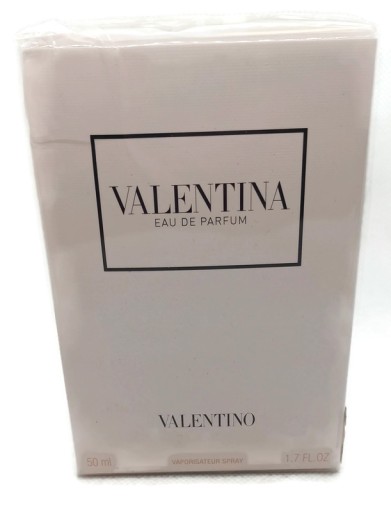 VALENTINA
EAU DE PARFUM
VALENTINO
50 ml VAPORISATEUR SPRAY 1.7 FL.OZ